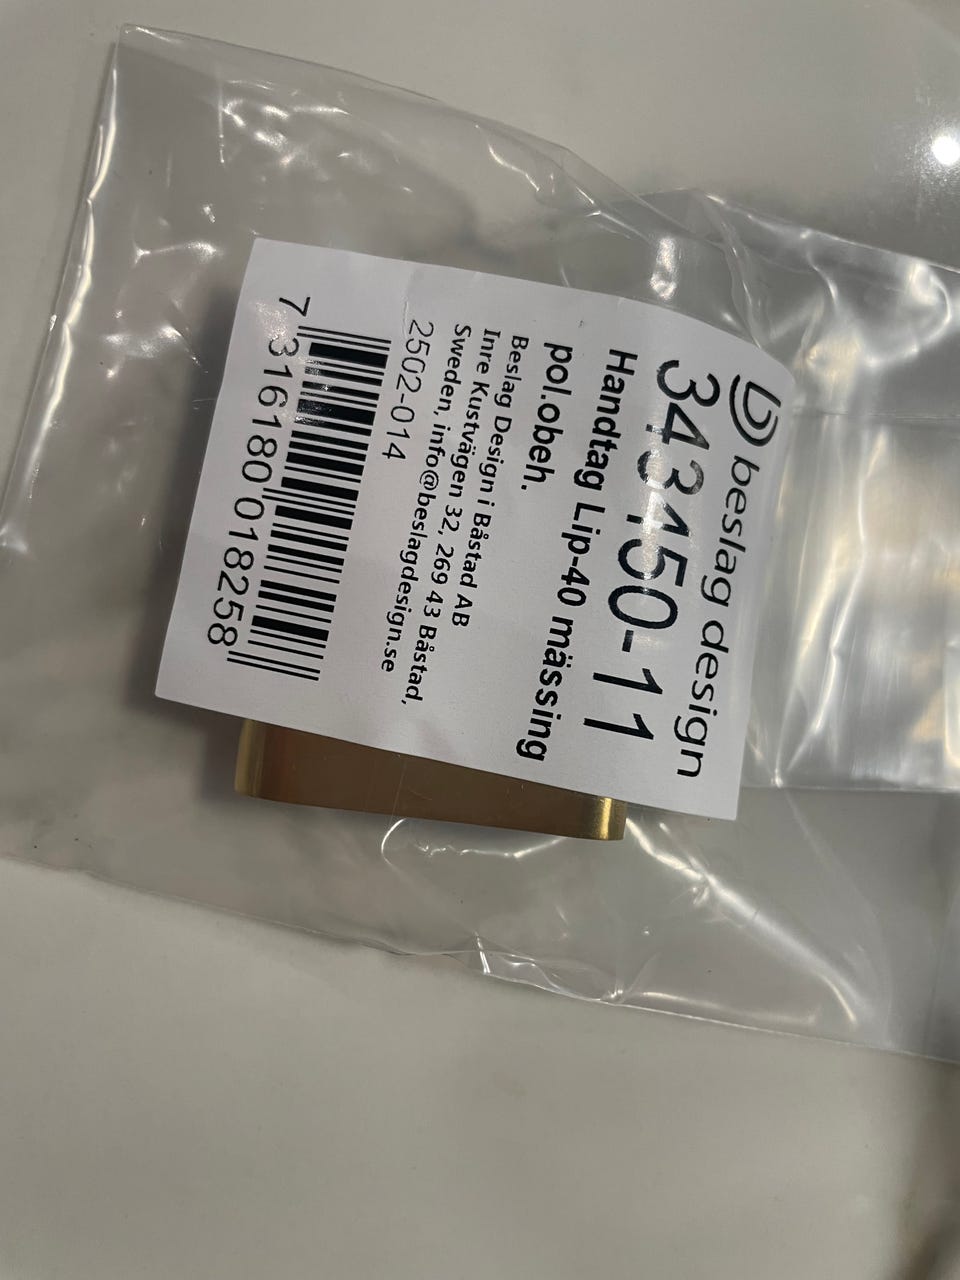 beslag design
343450-11
Handtag Lip-40 mässing
pol.obeh.
Beslag Design i Båstad AB
Inre Kustvägen 32, 269 43 Båstad,
Sweden, info@beslagdesign.se
2502-014
7 316180 018258